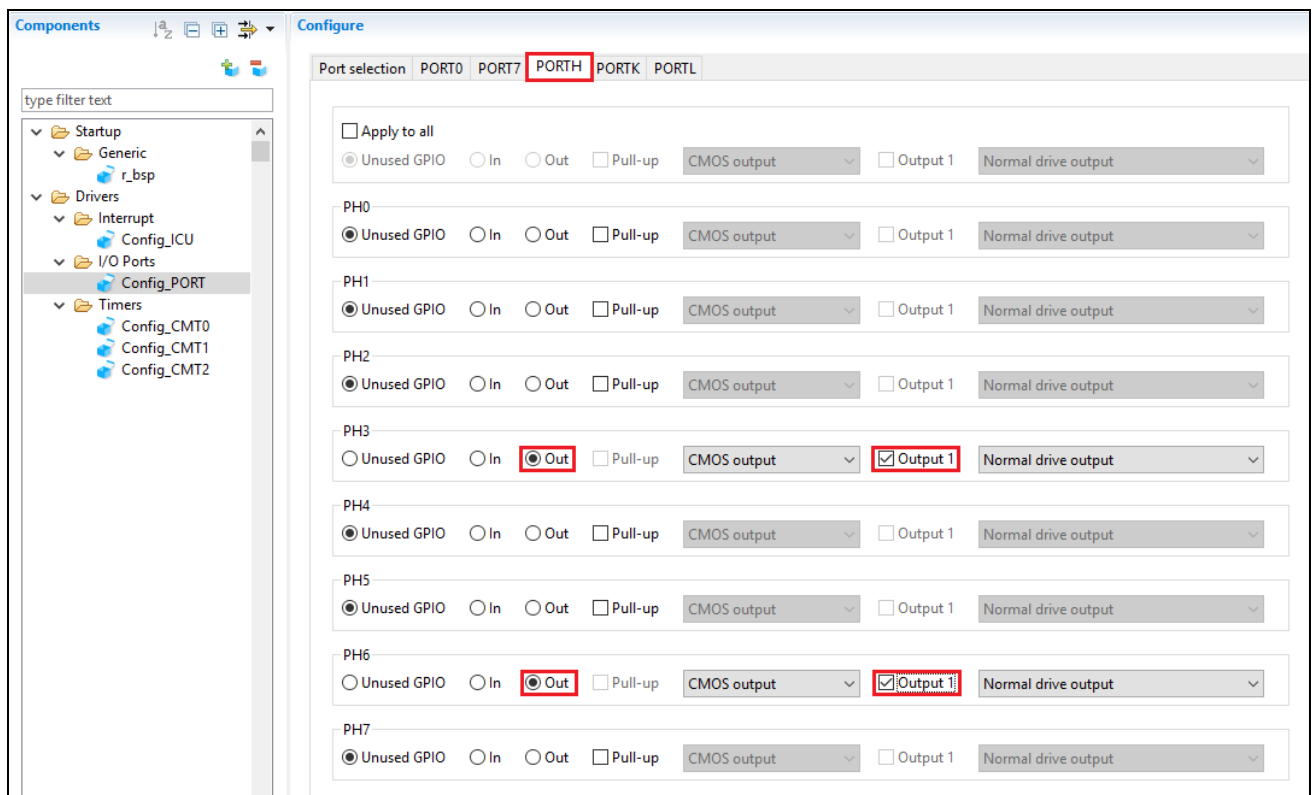 Components
Configure
Port selection PORT0 PORT7 PORTH PORTK PORTL
type filter text
Startup
Generic
r_bsp
Drivers
Interrupt
Config_ICU
I/O Ports
Config_PORT
Timers
Config_CMT0
Config_CMT1
Config_CMT2
Apply to all
Unused GPIO In Out Pull-up CMOS output Output 1 Normal drive output
PH0
Unused GPIO In Out Pull-up CMOS output Output 1 Normal drive output
PH1
Unused GPIO In Out Pull-up CMOS output Output 1 Normal drive output
PH2
Unused GPIO In Out Pull-up CMOS output Output 1 Normal drive output
PH3
Unused GPIO In Out Pull-up CMOS output Output 1 Normal drive output
PH4
Unused GPIO In Out Pull-up CMOS output Output 1 Normal drive output
PH5
Unused GPIO In Out Pull-up CMOS output Output 1 Normal drive output
PH6
Unused GPIO In Out Pull-up CMOS output Output 1 Normal drive output
PH7
Unused GPIO In Out Pull-up CMOS output Output 1 Normal drive output